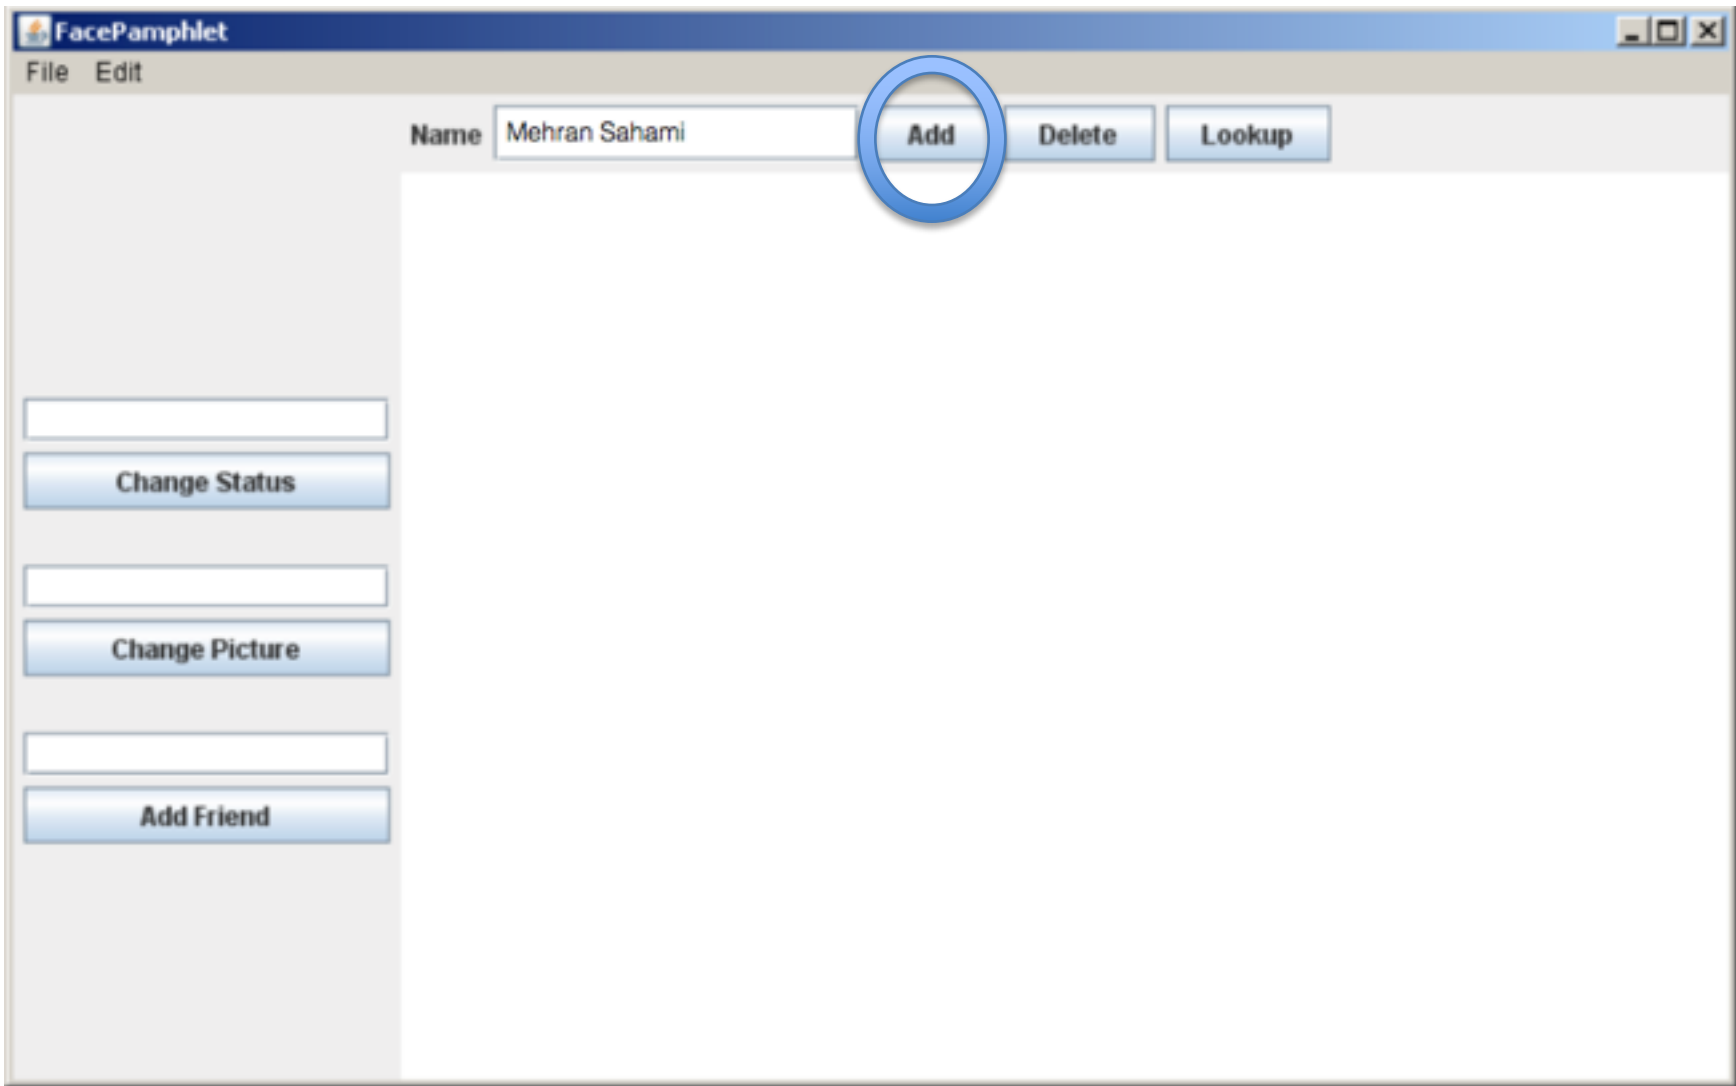 FacePamphlet
File Edit
Name Mehran Sahami Add Delete Lookup
Change Status
Change Picture
Add Friend